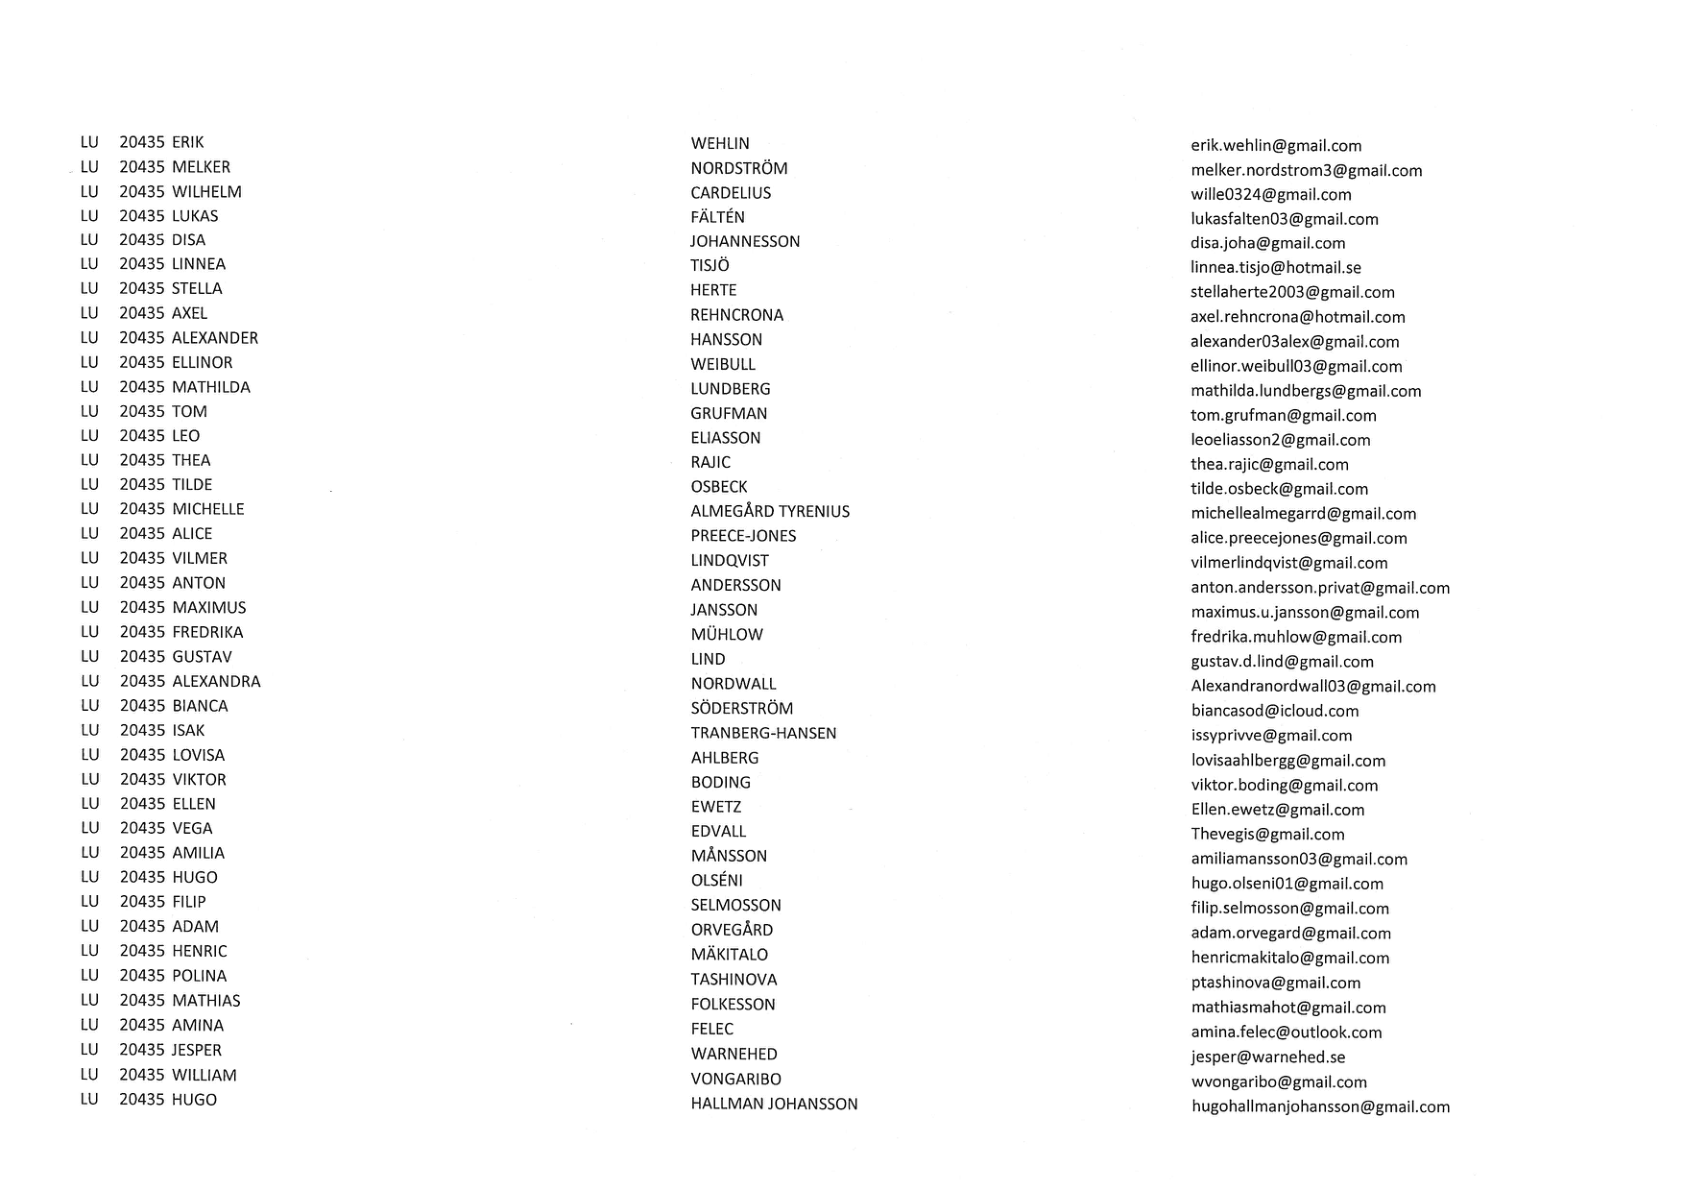 LU 20435 ERIK WEHLIN erik.wehlin@gmail.com
LU 20435 MELKER NORDSTRÖM melker.nordstrom3@gmail.com
LU 20435 WILHELM CARDELIUS wille0324@gmail.com
LU 20435 LUKAS FÄLTÉN lukasfalten03@gmail.com
LU 20435 DISA JOHANNESSON disa.joha@gmail.com
LU 20435 LINNEA TISJÖ linnea.tisjo@hotmail.se
LU 20435 STELLA HERTE stellaherte2003@gmail.com
LU 20435 AXEL REHNCRONA axel.rehncrona@hotmail.com
LU 20435 ALEXANDER HANSSON alexander03alex@gmail.com
LU 20435 ELLINOR WEIBULL ellinor.weibull03@gmail.com
LU 20435 MATHILDA LUNDBERG mathilda.lundbergs@gmail.com
LU 20435 TOM GRUFMAN tom.grufman@gmail.com
LU 20435 LEO ELIASSON leoeliasson2@gmail.com
LU 20435 THEA RAJIC thea.rajic@gmail.com
LU 20435 TILDE OSBECK tilde.osbeck@gmail.com
LU 20435 MICHELLE ALMEGÅRD TYRENIUS michellealmegarrd@gmail.com
LU 20435 ALICE PREECE-JONES alice.preecejones@gmail.com
LU 20435 VILMER LINDQVIST vilmerlindqvist@gmail.com
LU 20435 ANTON ANDERSSON anton.andersson.privat@gmail.com
LU 20435 MAXIMUS JANSSON maximus.u.jansson@gmail.com
LU 20435 FREDRIKA MÜHLOW fredrika.muhlow@gmail.com
LU 20435 GUSTAV LIND gustav.d.lind@gmail.com
LU 20435 ALEXANDRA NORDWALL Alexandranordwall03@gmail.com
LU 20435 BIANCA SÖDERSTRÖM biancasod@icloud.com
LU 20435 ISAK TRANBERG-HANSEN issyprivve@gmail.com
LU 20435 LOVISA AHLBERG lovisaahlbergg@gmail.com
LU 20435 VIKTOR BODING viktor.boding@gmail.com
LU 20435 ELLEN EWETZ Ellen.ewetz@gmail.com
LU 20435 VEGA EDVALL Thevegis@gmail.com
LU 20435 AMILIA MÅNSSON amiliamansson03@gmail.com
LU 20435 HUGO OLSÉNI hugo.olseni01@gmail.com
LU 20435 FILIP SELMOSSON filip.selmosson@gmail.com
LU 20435 ADAM ORVEGÅRD adam.orvegard@gmail.com
LU 20435 HENRIC MÄKITALO henricmakitalo@gmail.com
LU 20435 POLINA TASHINOVA ptashinova@gmail.com
LU 20435 MATHIAS FOLKESSON mathiasmahot@gmail.com
LU 20435 AMINA FELEC amina.felec@outlook.com
LU 20435 JESPER WARNEHED jesper@warnehed.se
LU 20435 WILLIAM VONGARIBO wvongaribo@gmail.com
LU 20435 HUGO HALLMAN JOHANSSON hugohallmanjohansson@gmail.com